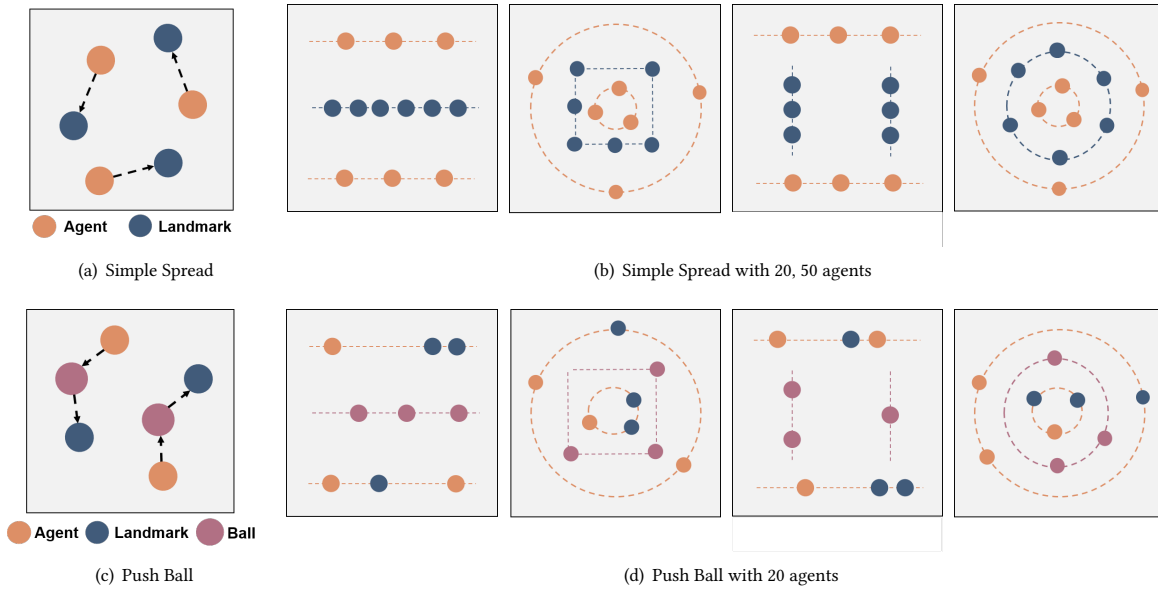 Agent Landmark
(a) Simple Spread
(b) Simple Spread with 20, 50 agents
Agent Landmark Ball
(c) Push Ball
(d) Push Ball with 20 agents